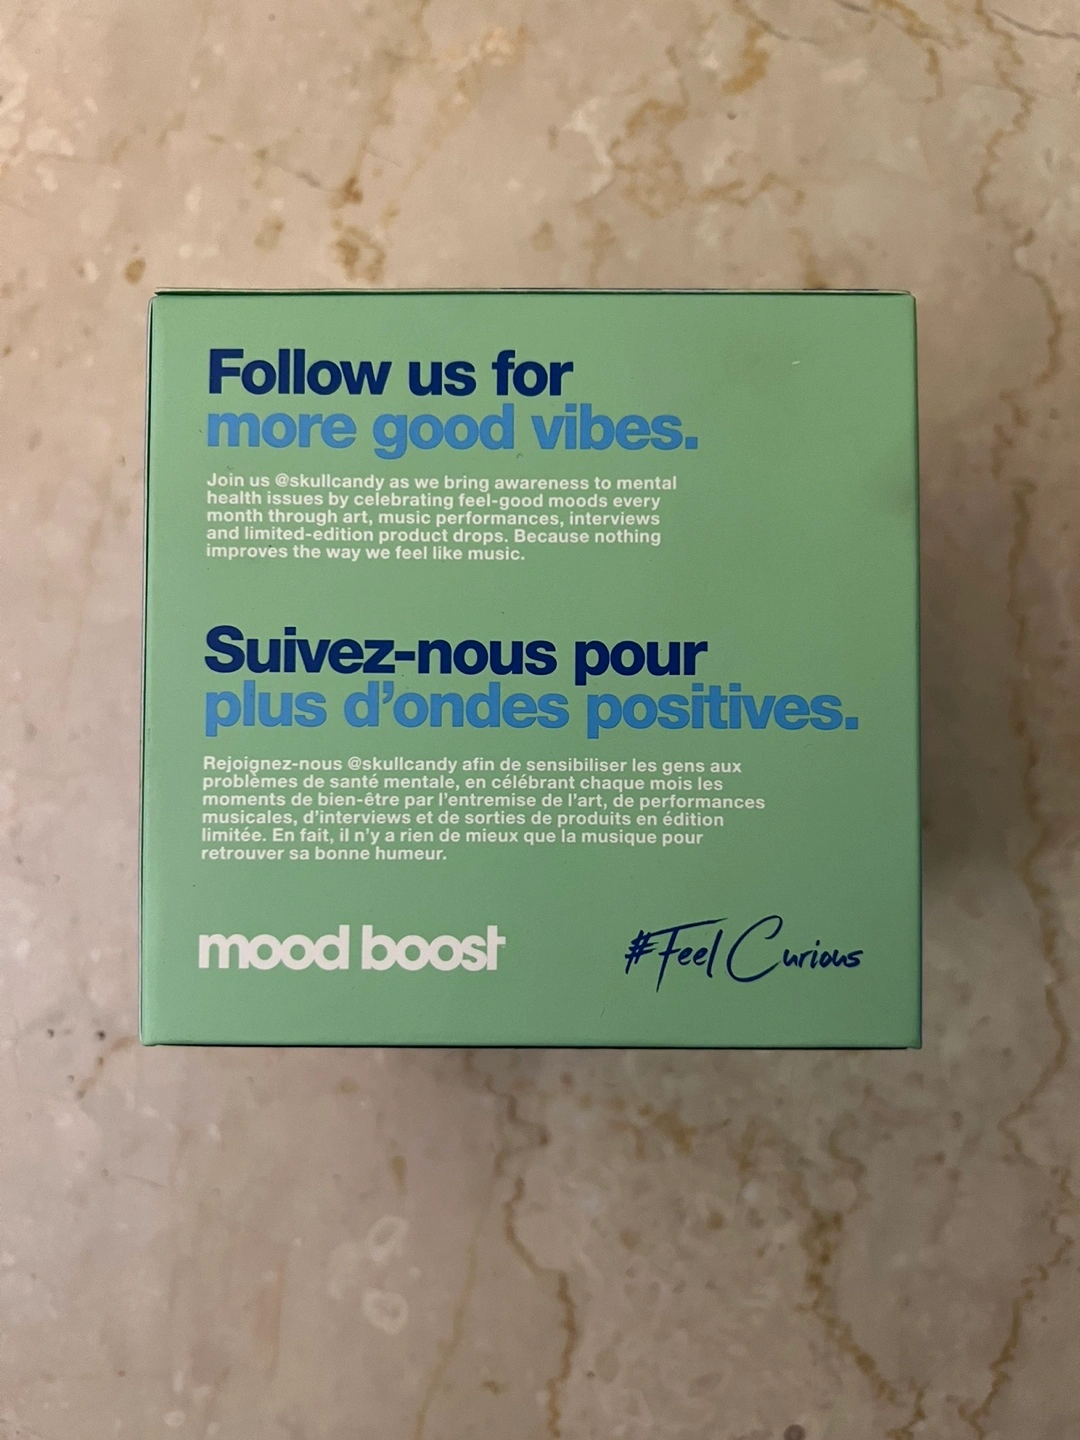 Follow us for
more good vibes.
Join us @skullcandy as we bring awareness to mental
health issues by celebrating feel-good moods every
month through art, music performances, interviews
and limited-edition product drops. Because nothing
improves the way we feel like music.
Suivez-nous pour
plus d’ondes positives.
Rejoignez-nous @skullcandy afin de sensibiliser les gens aux
problèmes de santé mentale, en célébrant chaque mois les
moments de bien-être par l’entremise de l’art, de performances
musicales, d’interviews et de sorties de produits en édition
limitée. En fait, il n’y a rien de mieux que la musique pour
retrouver sa bonne humeur.
mood boost
#Feel Curious